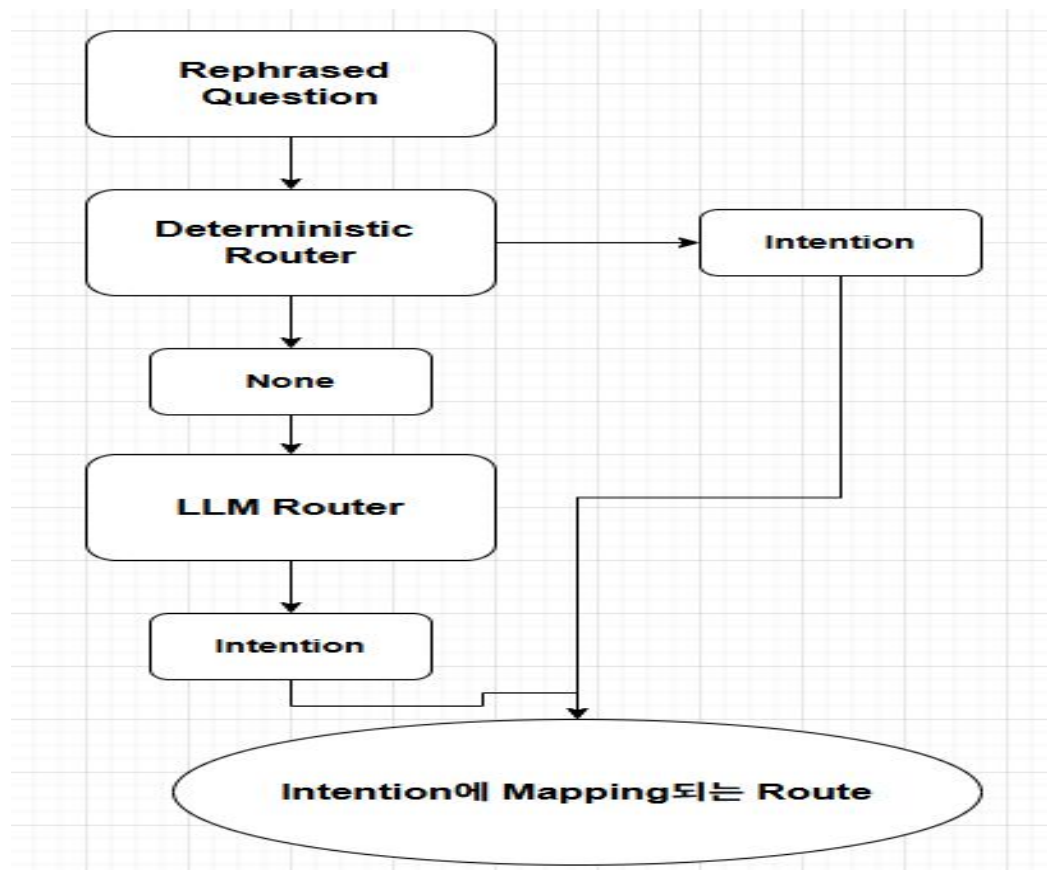 Rephrased
Question
Deterministic
Router
Intention
None
LLM Router
Intention
Intention에 Mapping되는 Route